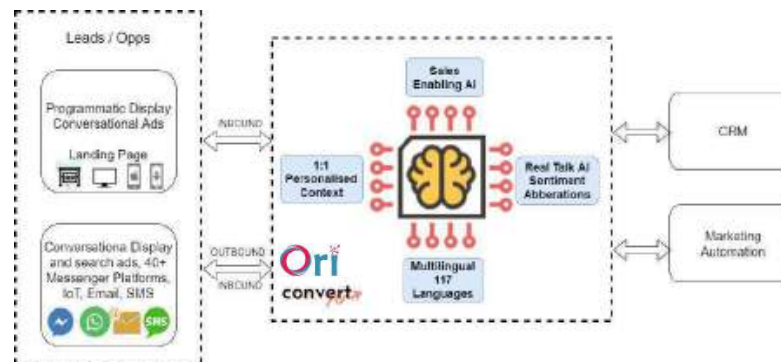 Leads / Opps
Programmatic Display
Conversational Ads
Landing Page
INBOUND
Conversationa Display
and search ads, 40+
Messenger Platforms,
IoT, Email, SMS
SMS
OUTBOUND
INBOUND
Sales
Enabling AI
1:1
Personalised
Context
Real Talk AI
Sentiment
Abberations
Multilingual
117
Languages
Ori
convert
CRM
Marketing
Automation